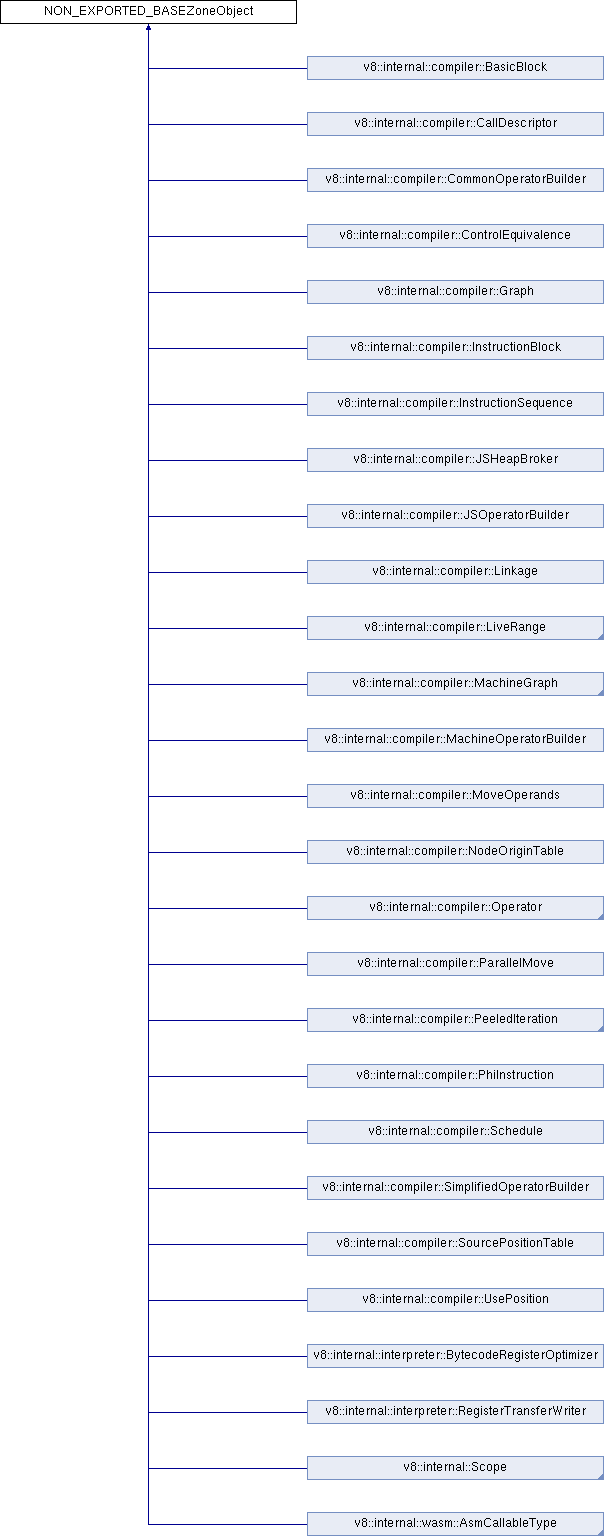 NON_EXPORTED_BASEZoneObject
v8::internal::compiler::BasicBlock
v8::internal::compiler::CallDescriptor
v8::internal::compiler::CommonOperatorBuilder
v8::internal::compiler::ControlEquivalence
v8::internal::compiler::Graph
v8::internal::compiler::InstructionBlock
v8::internal::compiler::InstructionSequence
v8::internal::compiler::JSHeapBroker
v8::internal::compiler::JSOperatorBuilder
v8::internal::compiler::Linkage
v8::internal::compiler::LiveRange
v8::internal::compiler::MachineGraph
v8::internal::compiler::MachineOperatorBuilder
v8::internal::compiler::MoveOperands
v8::internal::compiler::NodeOriginTable
v8::internal::compiler::Operator
v8::internal::compiler::ParallelMove
v8::internal::compiler::PeeledIteration
v8::internal::compiler::PhiInstruction
v8::internal::compiler::Schedule
v8::internal::compiler::SimplifiedOperatorBuilder
v8::internal::compiler::SourcePositionTable
v8::internal::compiler::UsePosition
v8::internal::interpreter::BytecodeRegisterOptimizer
v8::internal::interpreter::RegisterTransferWriter
v8::internal::Scope
v8::internal::wasm::AsmCallableType